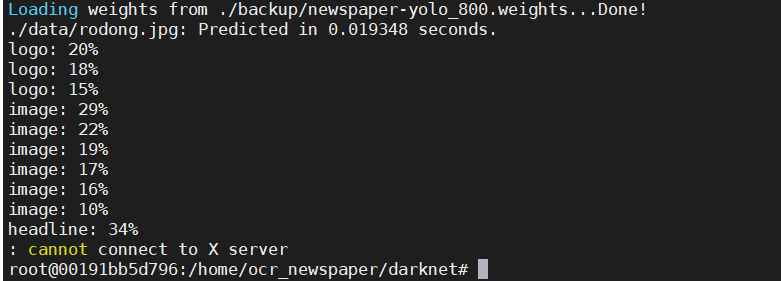 Loading weights from ./backup/newspaper-yolo_800.weights...Done!
./data/rodong.jpg: Predicted in 0.019348 seconds.
logo: 20%
logo: 18%
logo: 15%
image: 29%
image: 22%
image: 19%
image: 17%
image: 16%
image: 10%
headline: 34%
: cannot connect to X server
root@00191bb5d796:/home/ocr_newspaper/darknet#